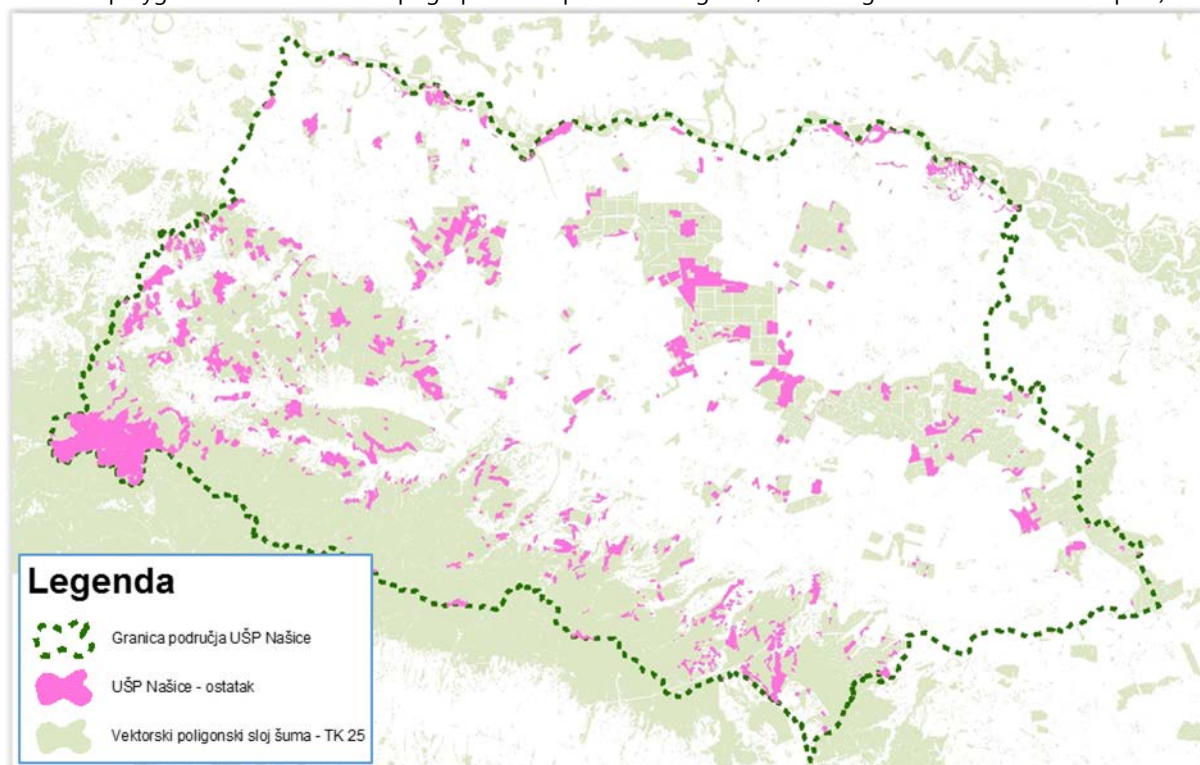 Legenda
Granica područja UŠP Našice
UŠP Našice - ostatak
Vektorski poligonski sloj šuma - TK 25